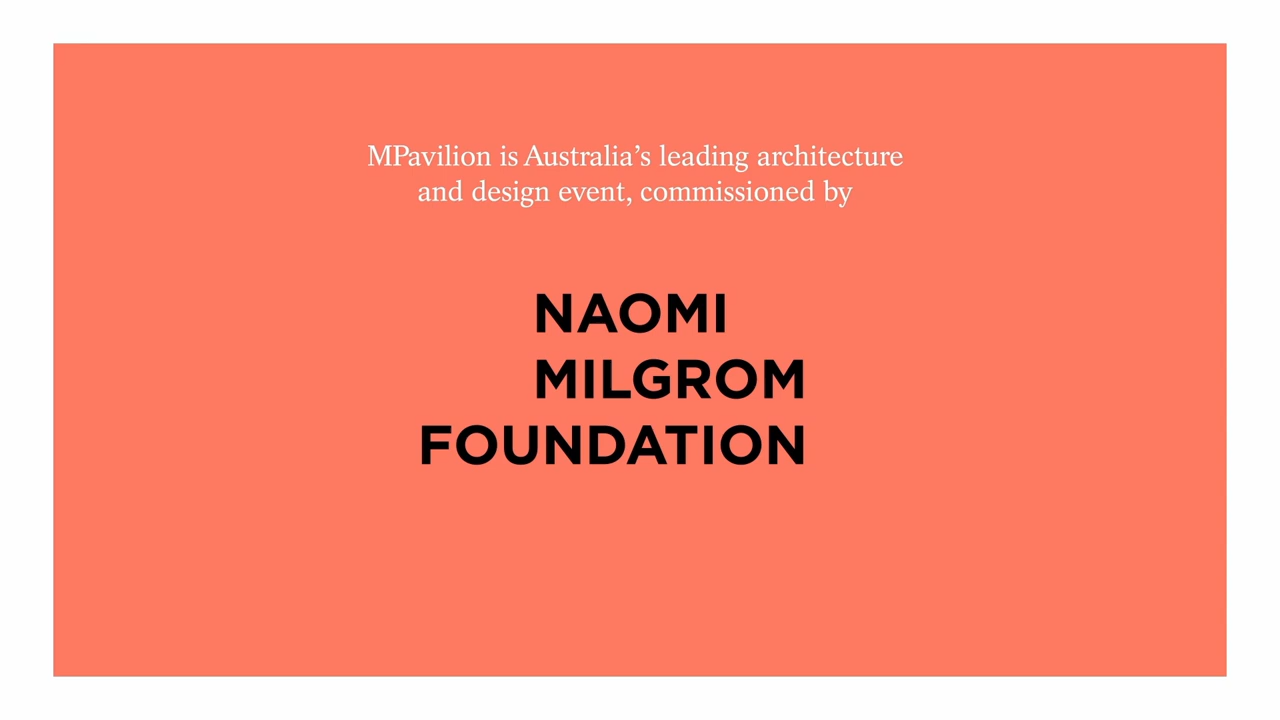 MPavilion is Australia’s leading architecture
and design event, commissioned by
NAOMI
MILGROM
FOUNDATION